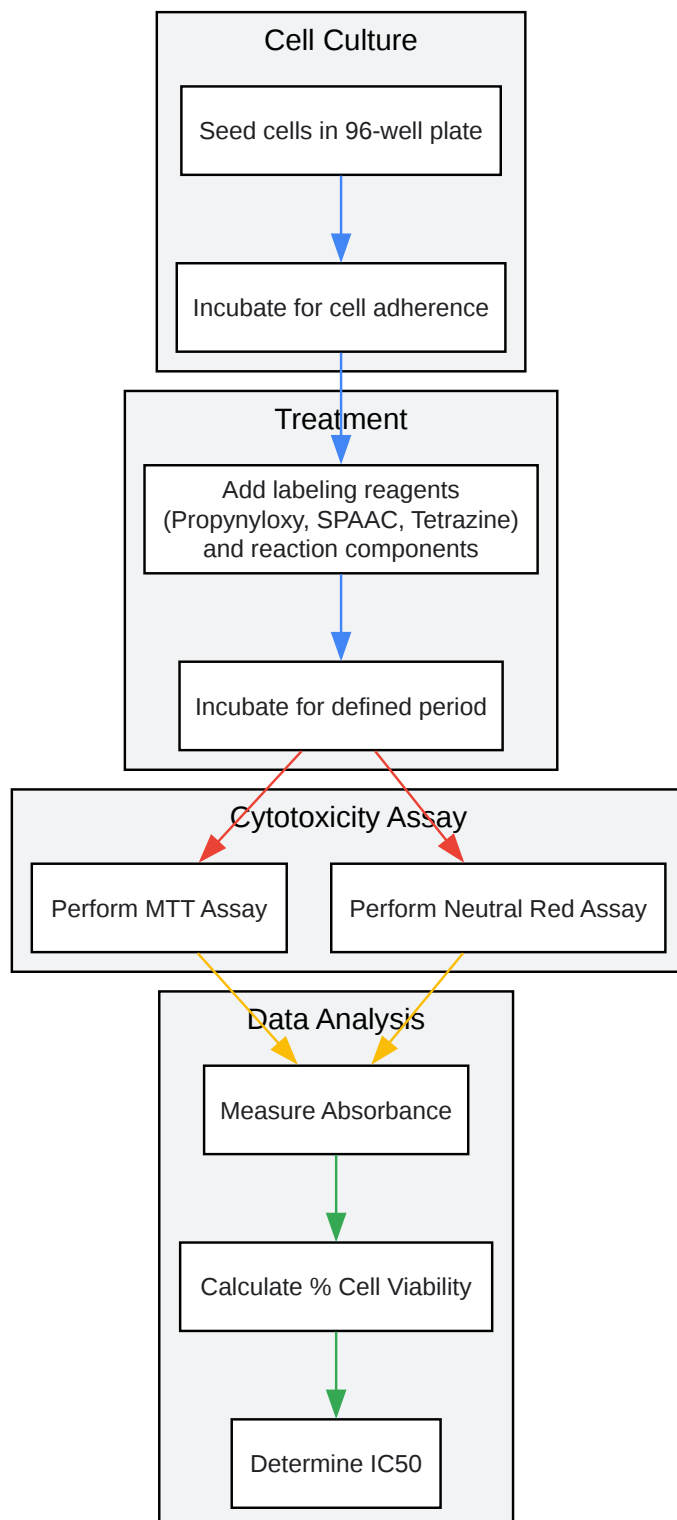 Cell Culture
Seed cells in 96-well plate
Incubate for cell adherence
Treatment
Add labeling reagents
(Propynyloxy, SPAAC, Tetrazine)
and reaction components
Incubate for defined period
Cytotoxicity Assay
Perform MTT Assay
Perform Neutral Red Assay
Data Analysis
Measure Absorbance
Calculate % Cell Viability
Determine IC50